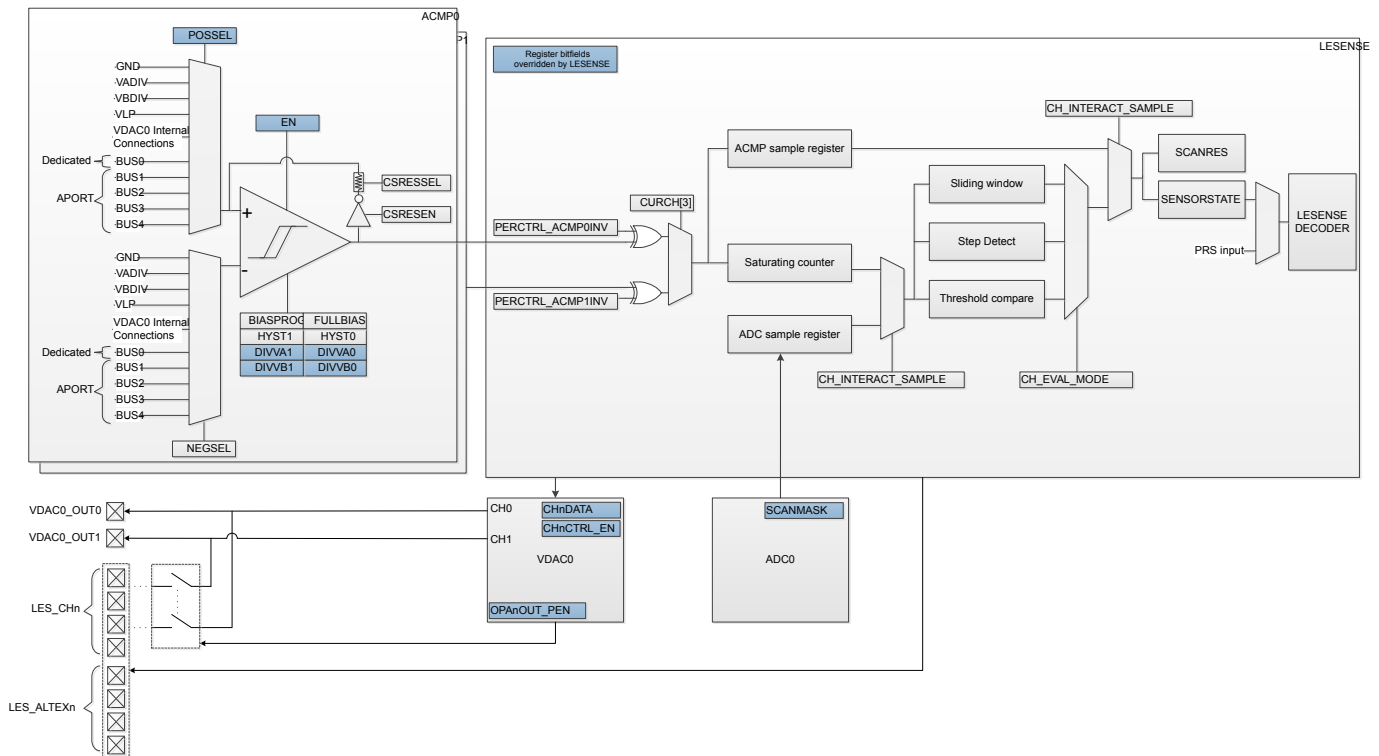 ACMP0
P1
POSSEL
GND
VADIV
VBDIV
VLP
VDAC0 Internal
Connections
Dedicated
BUS0
BUS1
APORT
BUS2
BUS3
BUS4
EN
CSRESSEL
CSRESEN
+
-
GND
VADIV
VBDIV
VLP
VDAC0 Internal
Connections
Dedicated
BUS0
BUS1
APORT
BUS2
BUS3
BUS4
NEGSEL
BIASPROG FULLBIAS
HYST1 HYST0
DIVVA1 DIVVA0
DIVVB1 DIVVB0
LESENSE
Register bitfields
overridden by LESENSE
PERCTRL_ACMP0INV
PERCTRL_ACMP1INV
CURCH[3]
ACMP sample register
Saturating counter
ADC sample register
CH_INTERACT_SAMPLE
Sliding window
Step Detect
Threshold compare
CH_EVAL_MODE
CH_INTERACT_SAMPLE
SCANRES
SENSORSTATE
PRS input
LESENSE
DECODER
VDAC0_OUT0
VDAC0_OUT1
LES_CHn
LES_ALTEXn
CH0
CHnDATA
CHnCTRL_EN
CH1
VDAC0
OPAnOUT_PEN
SCANMASK
ADC0